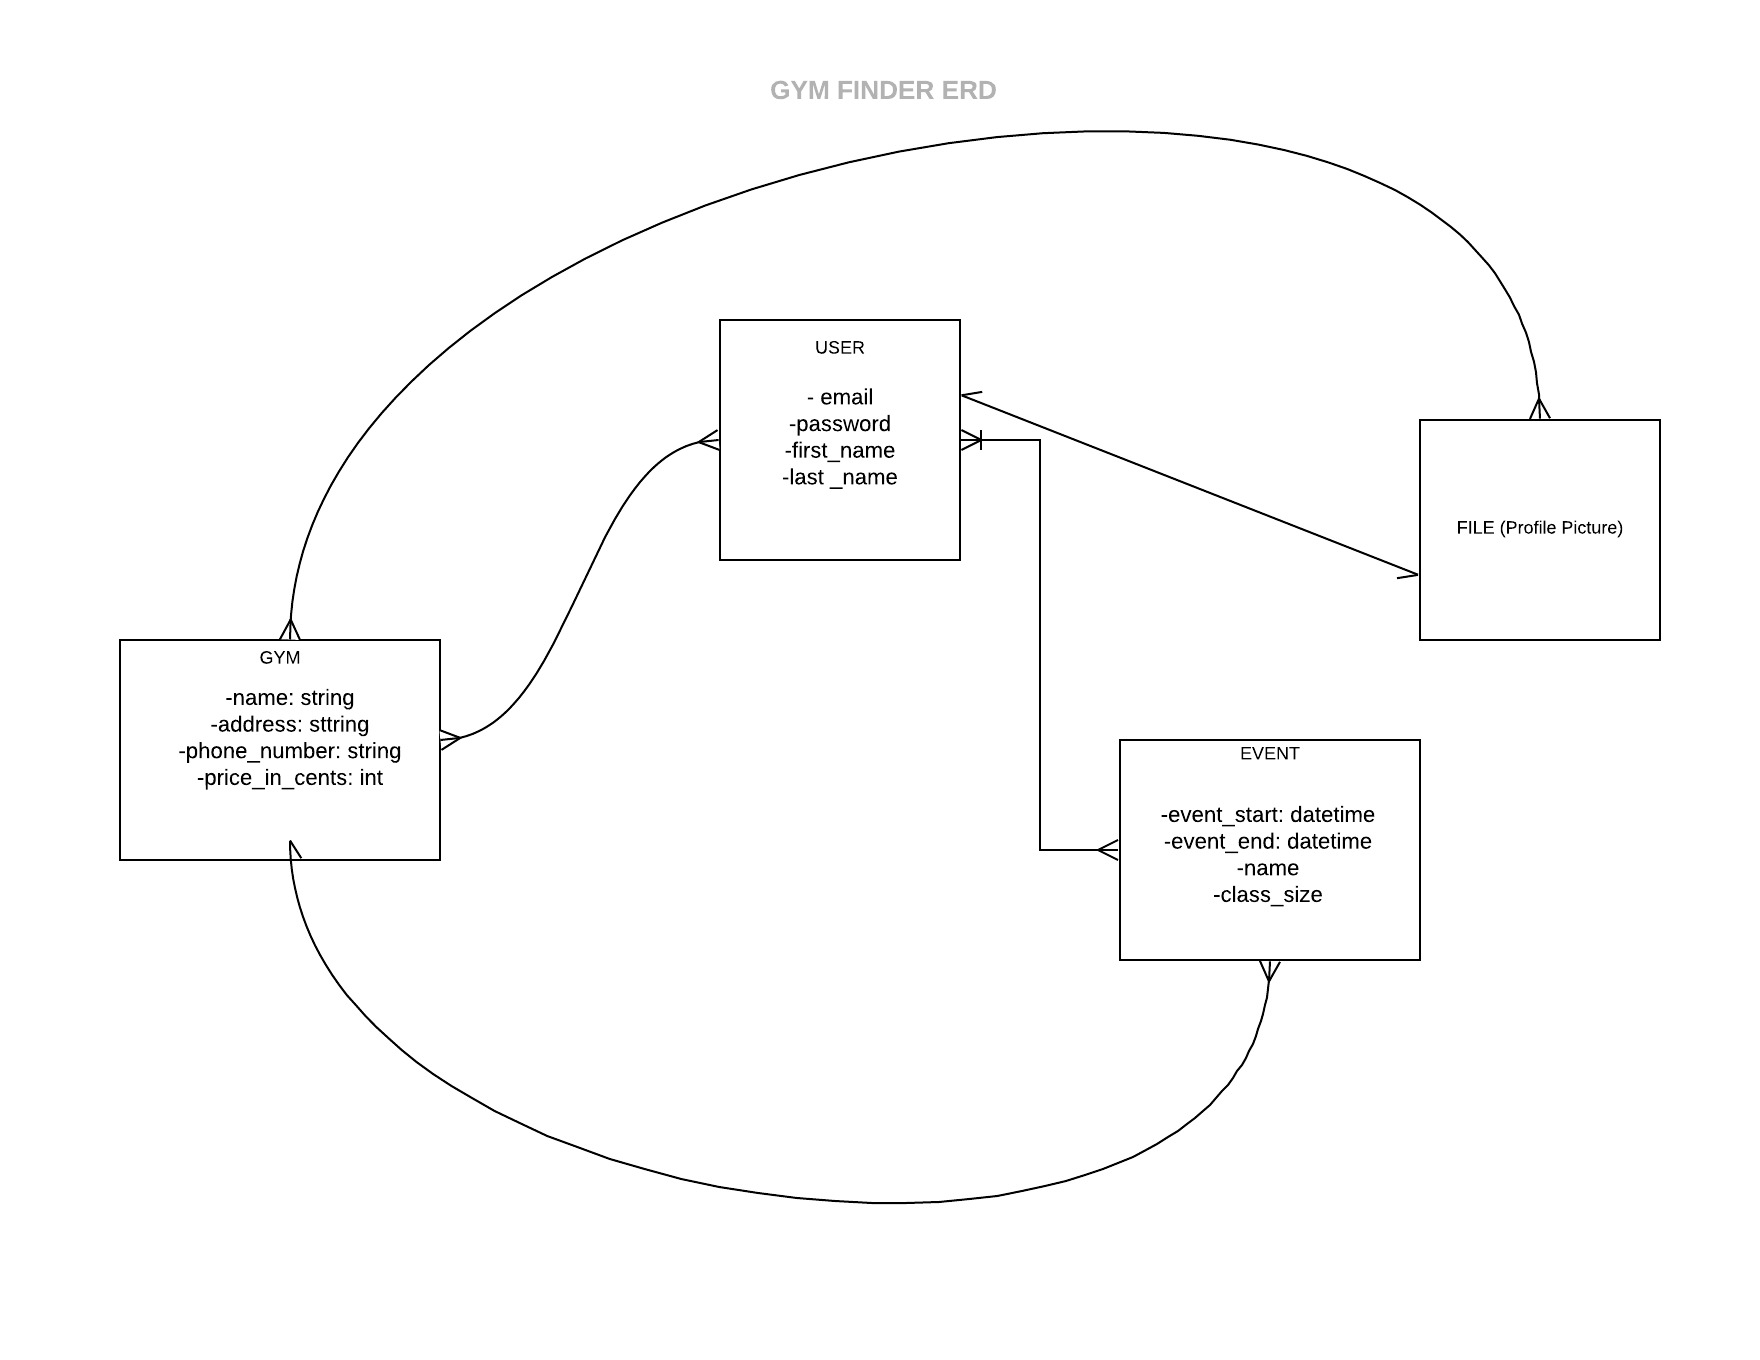 GYM FINDER ERD
USER
- email
-password
-first_name
-last _name
FILE (Profile Picture)
GYM
-name: string
-address: sttring
-phone_number: string
-price_in_cents: int
EVENT
-event_start: datetime
-event_end: datetime
-name
-class_size